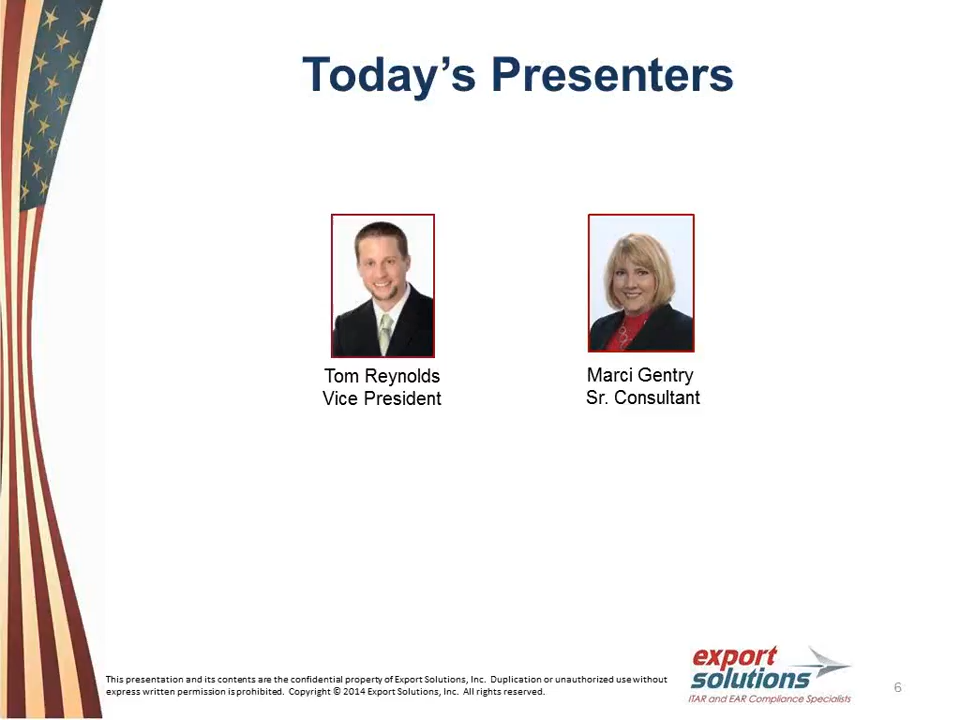 Today’s Presenters
Tom Reynolds
Vice President
Marci Gentry
Sr. Consultant
This presentation and its contents are the confidential property of Export Solutions, Inc. Duplication or unauthorized use without
express written permission is prohibited. Copyright © 2014 Export Solutions, Inc. All rights reserved.
export
solutions
ITAR and EAR Compliance Specialists
6